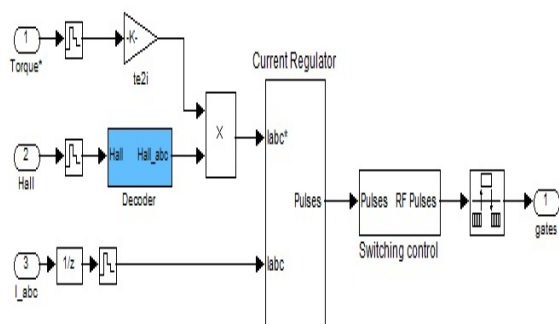 1
Torque*
-K-
te2i
2
Hall
Hall Hall_abc
Decoder
X
3
I_abc
1/z
Current Regulator
Iabc*
Iabc
Pulses
Pulses RF Pulses
Switching control
1
gates